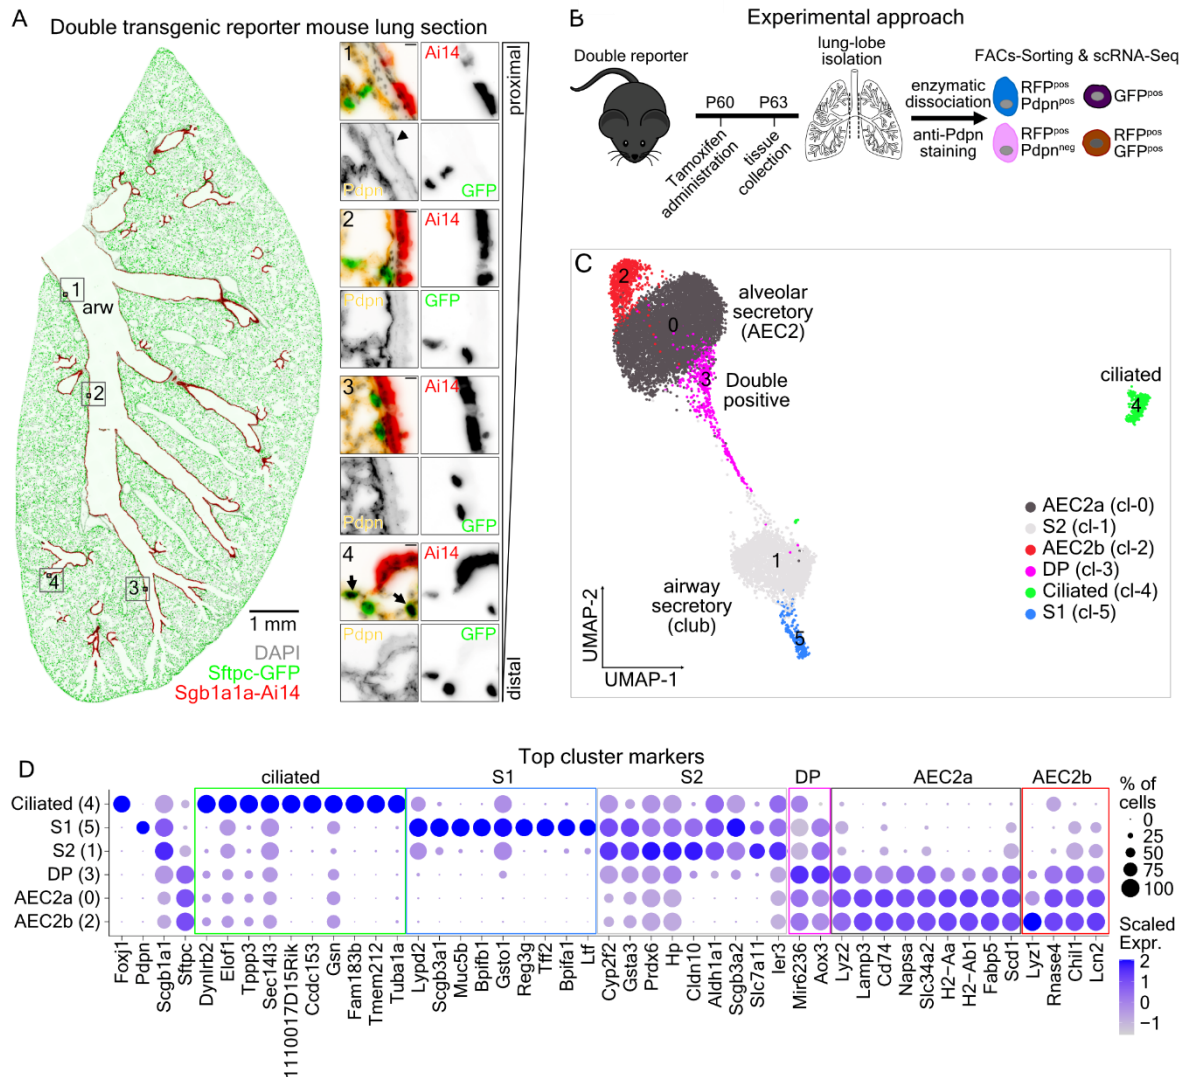 A
Double transgenic reporter mouse lung section
1
arw
2
3
4
1 mm
DAPI
Sftpc-GFP
Sgb1a1a-Ai14
1
Ai14
Pdpn
GFP
2
Ai14
Pdpn
GFP
3
Ai14
Pdpn
GFP
4
Ai14
Pdpn
GFP
proximal
distal
B
Experimental approach
Double reporter
P60
P63
Tamoxifen
administration
tissue
collection
lung-lobe
isolation
enzymatic
dissociation
anti-Pdpn
staining
FACs-Sorting & scRNA-Seq
RFPpos
Pdpnpos
GFPpos
RFPpos
Pdpnneg
RFPpos
GFPpos
C
2
0
alveolar
secretory
(AEC2)
3
Double
positive
ciliated
4
1
airway
secretory
(club)
5
UMAP-2
UMAP-1
AEC2a (cl-0)
S2 (cl-1)
AEC2b (cl-2)
DP (cl-3)
Ciliated (cl-4)
S1 (cl-5)
D
Top cluster markers
ciliated
S1
S2
DP
AEC2a
AEC2b
Ciliated (4)
S1 (5)
S2 (1)
DP (3)
AEC2a (0)
AEC2b (2)
Foxj1
Pdpn
Scgb1a1
Sftpc
Dynlrb2
Elof1
Tppp3
Sec14l3
1110017D15Rik
Ccdc153
Gsn
Fam183b
Tmem212
Tuba1a
Lypd2
Scgb3a1
Muc5b
Bpifb1
Gsto1
Reg3g
Tff2
Bpifa1
Ltf
Cyp2f2
Gsta3
Prdx6
Hp
Cldn10
Aldh1a1
Scgb3a2
Slc7a11
Ier3
Mir6236
Aox3
Lyz2
Lamp3
Cd74
Napsa
Slc34a2
H2-Aa
H2-Ab1
Fabp5
Scd1
Lyz1
Rnase4
Chil1
Lcn2
% of
cells
0
25
50
75
100
Scaled
Expr.
2
1
0
−1